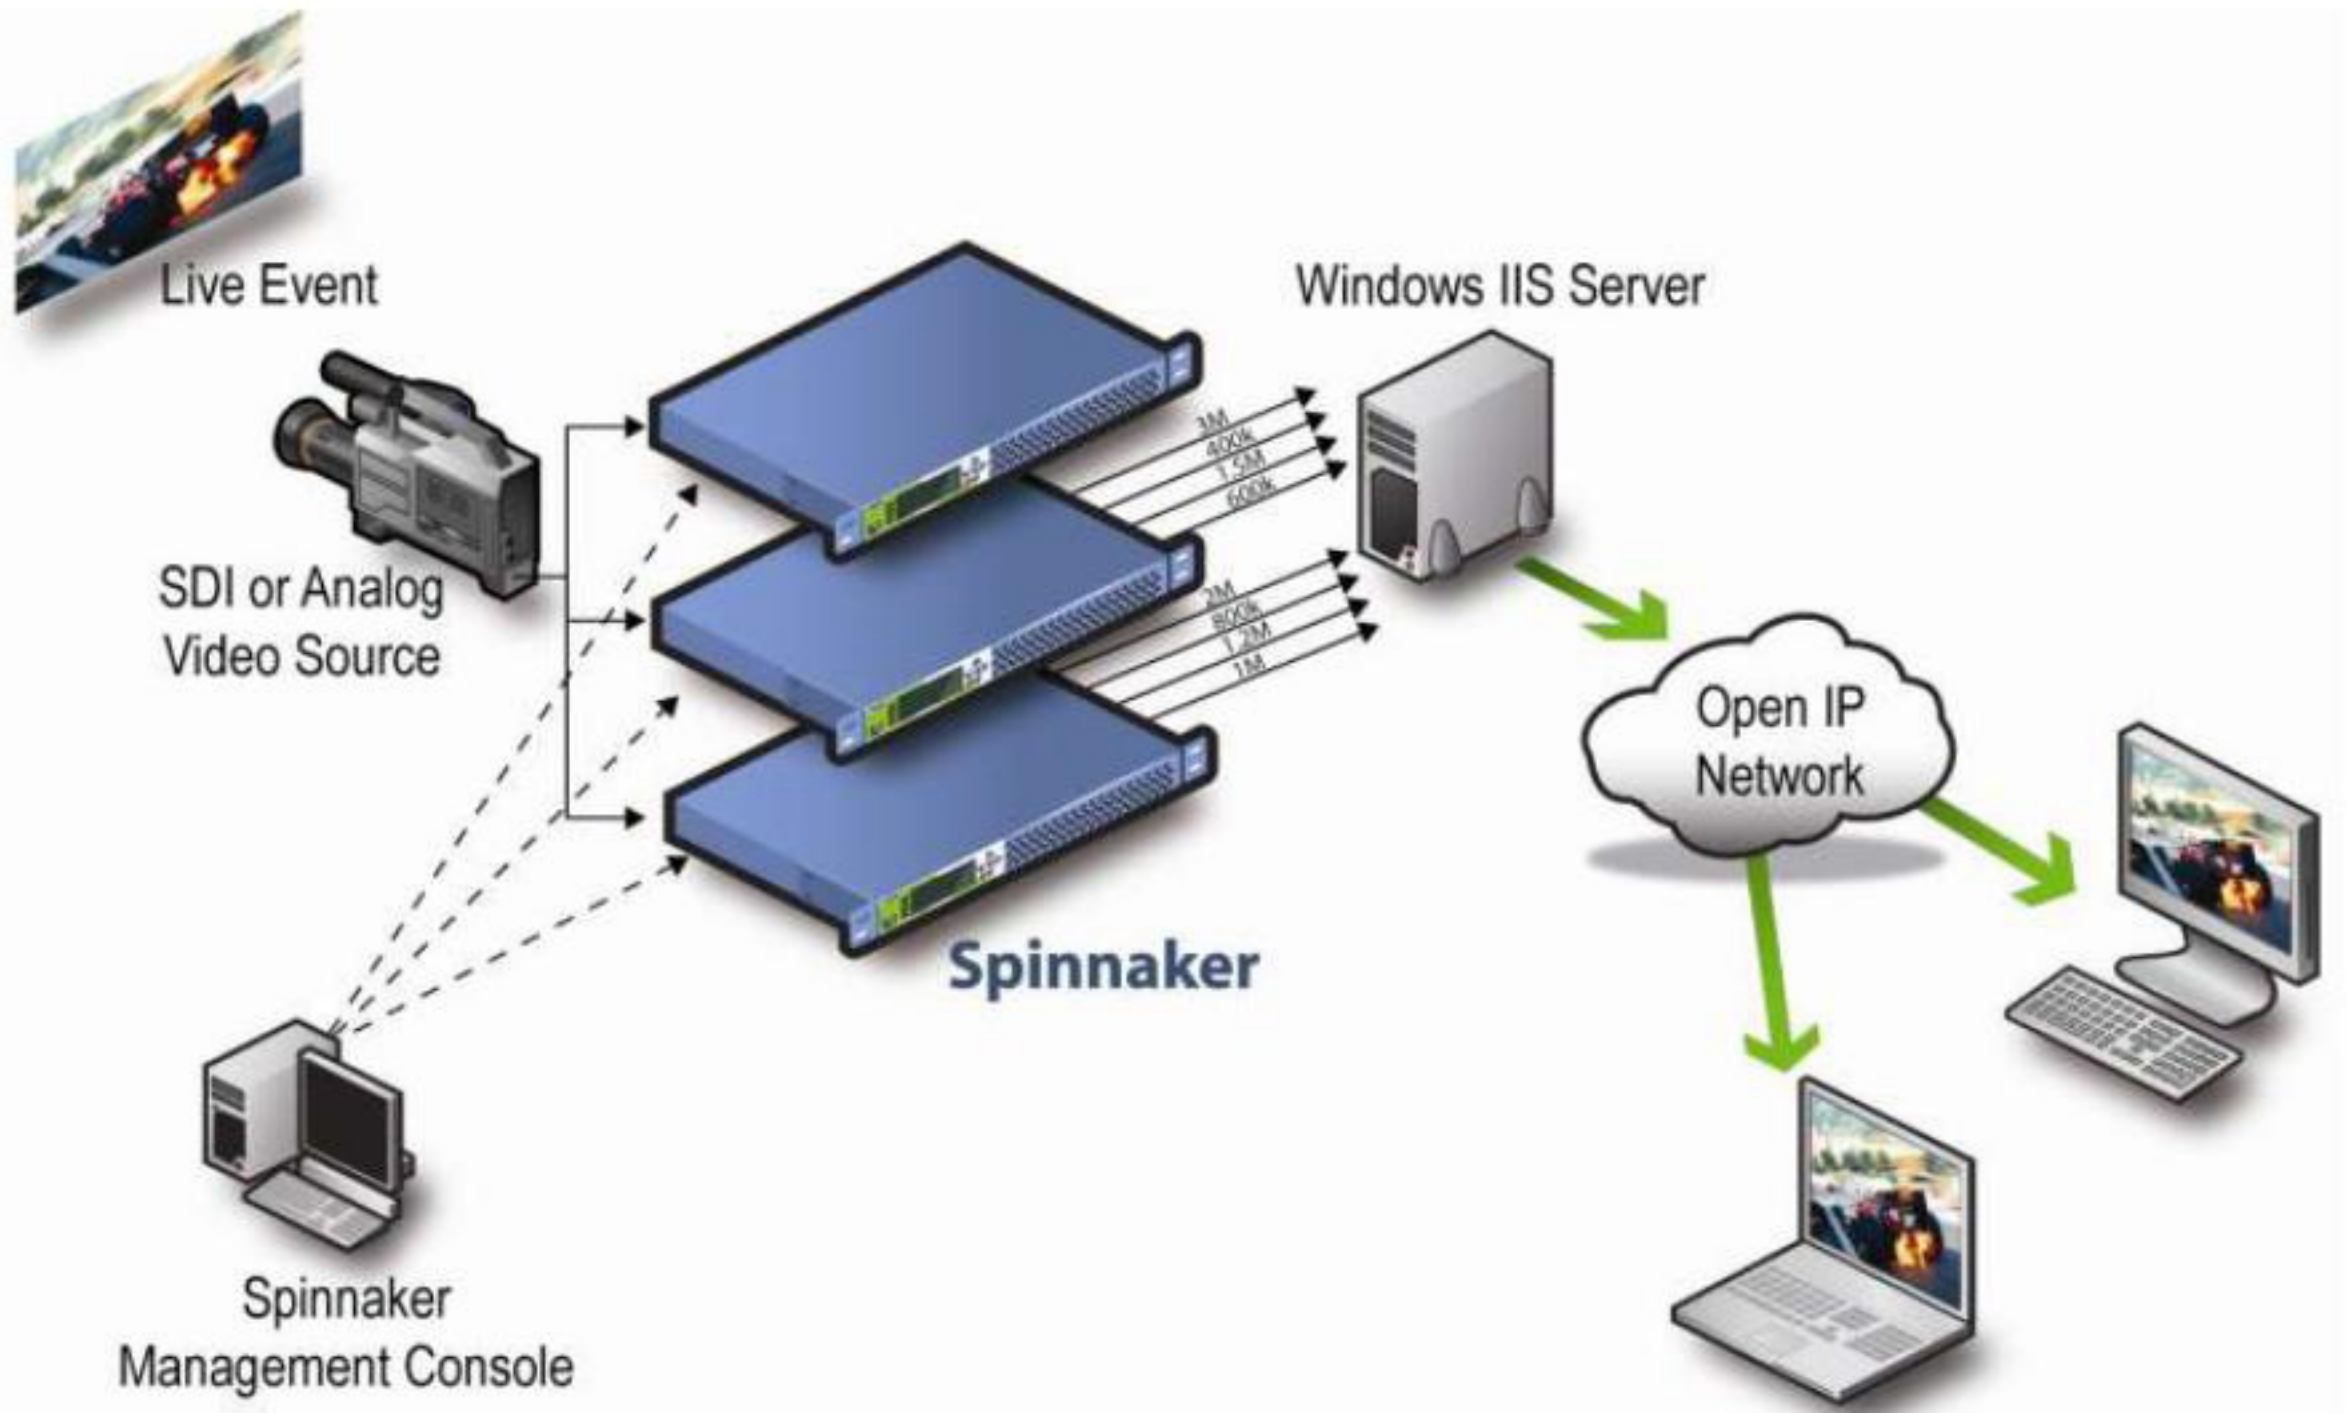 Live Event
Windows IIS Server
3M
400k
1.5M
600k
SDI or Analog
Video Source
2M
800k
1.2M
1M
Open IP
Network
Spinnaker
Spinnaker
Management Console